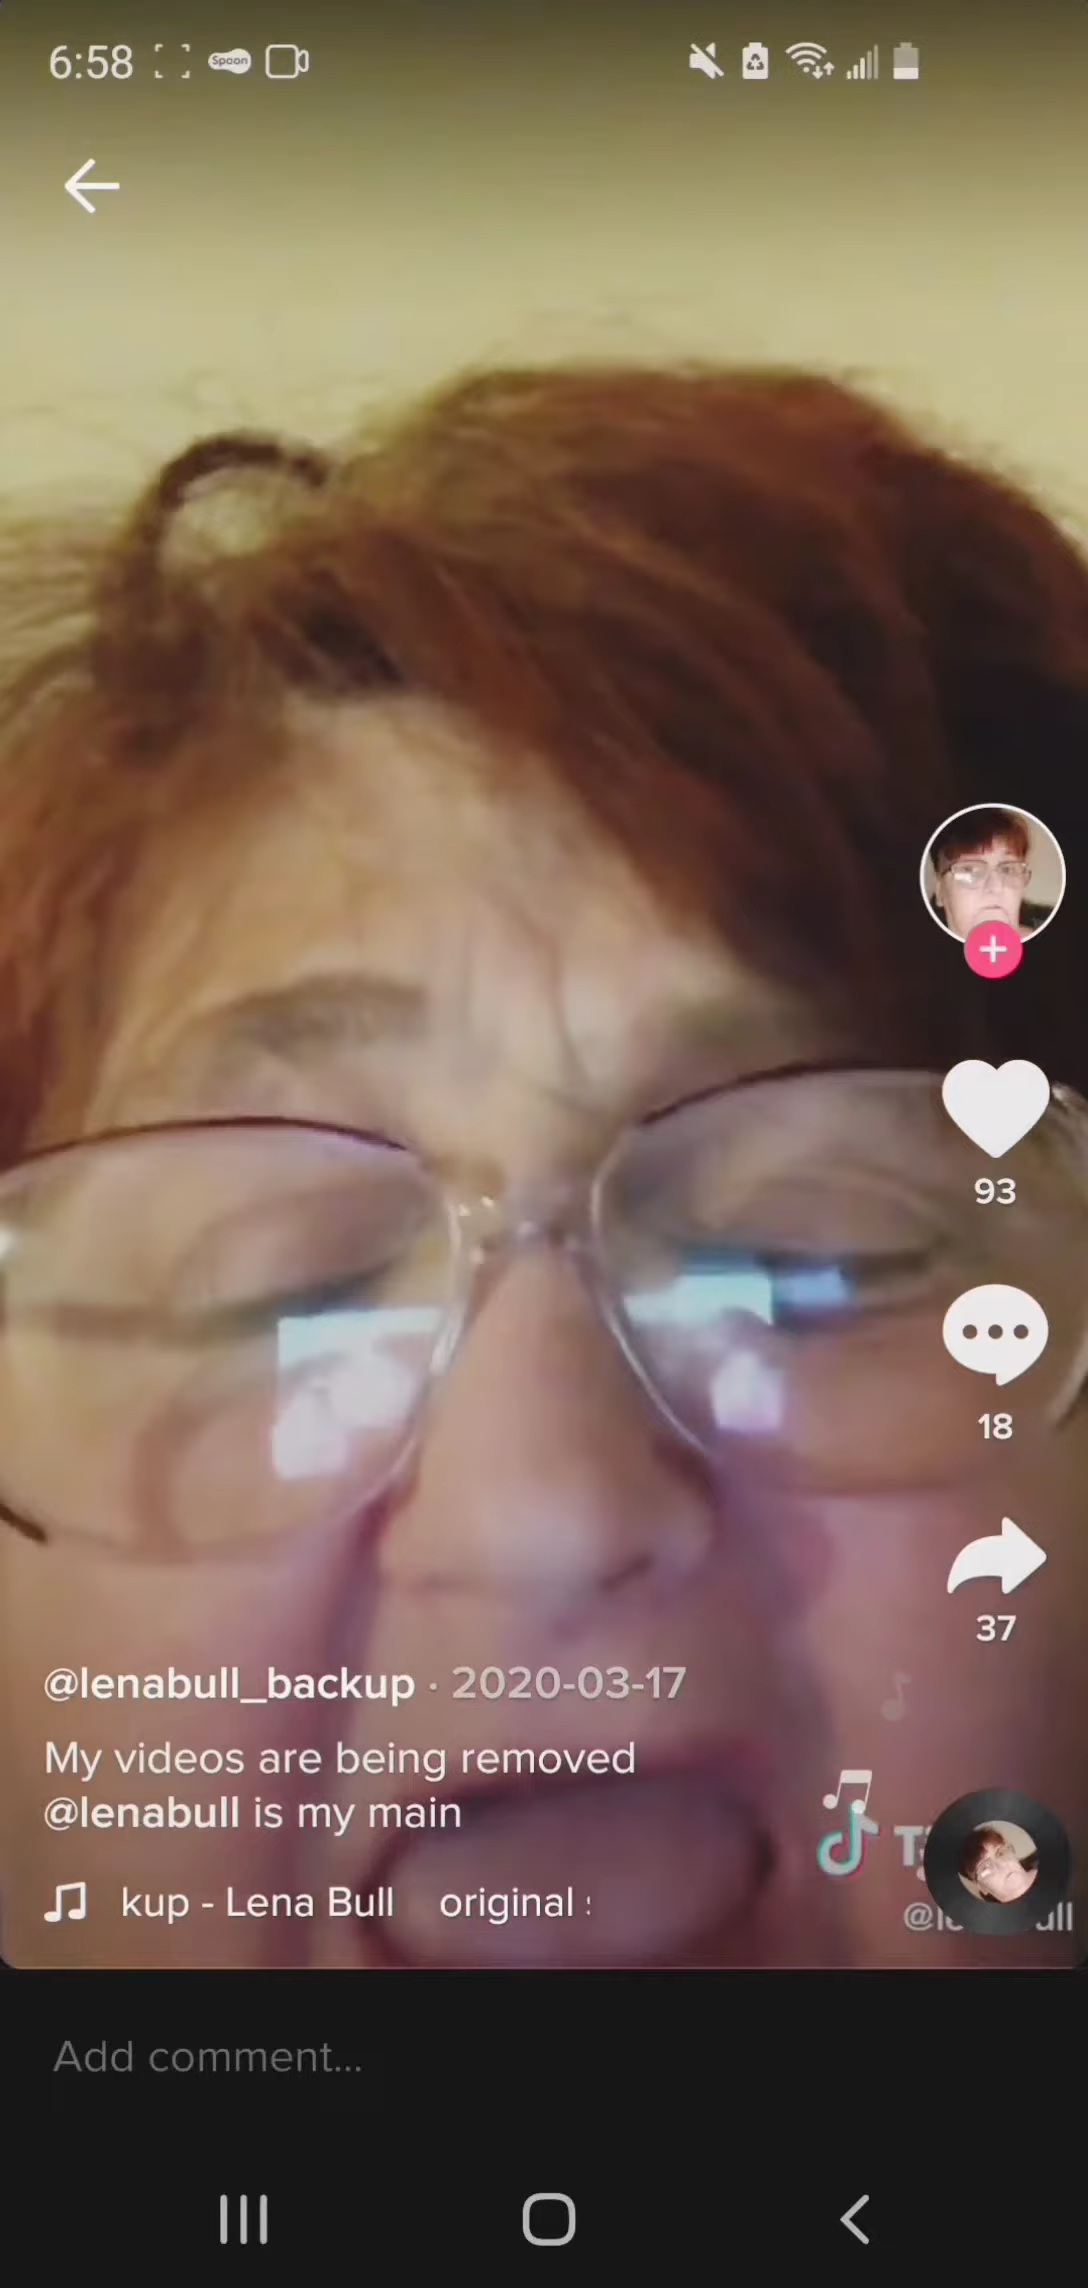 6:58
Spoon
93
18
37
@lenabull_backup · 2020-03-17
My videos are being removed
@lenabull is my main
kup - Lena Bull original
Add comment...